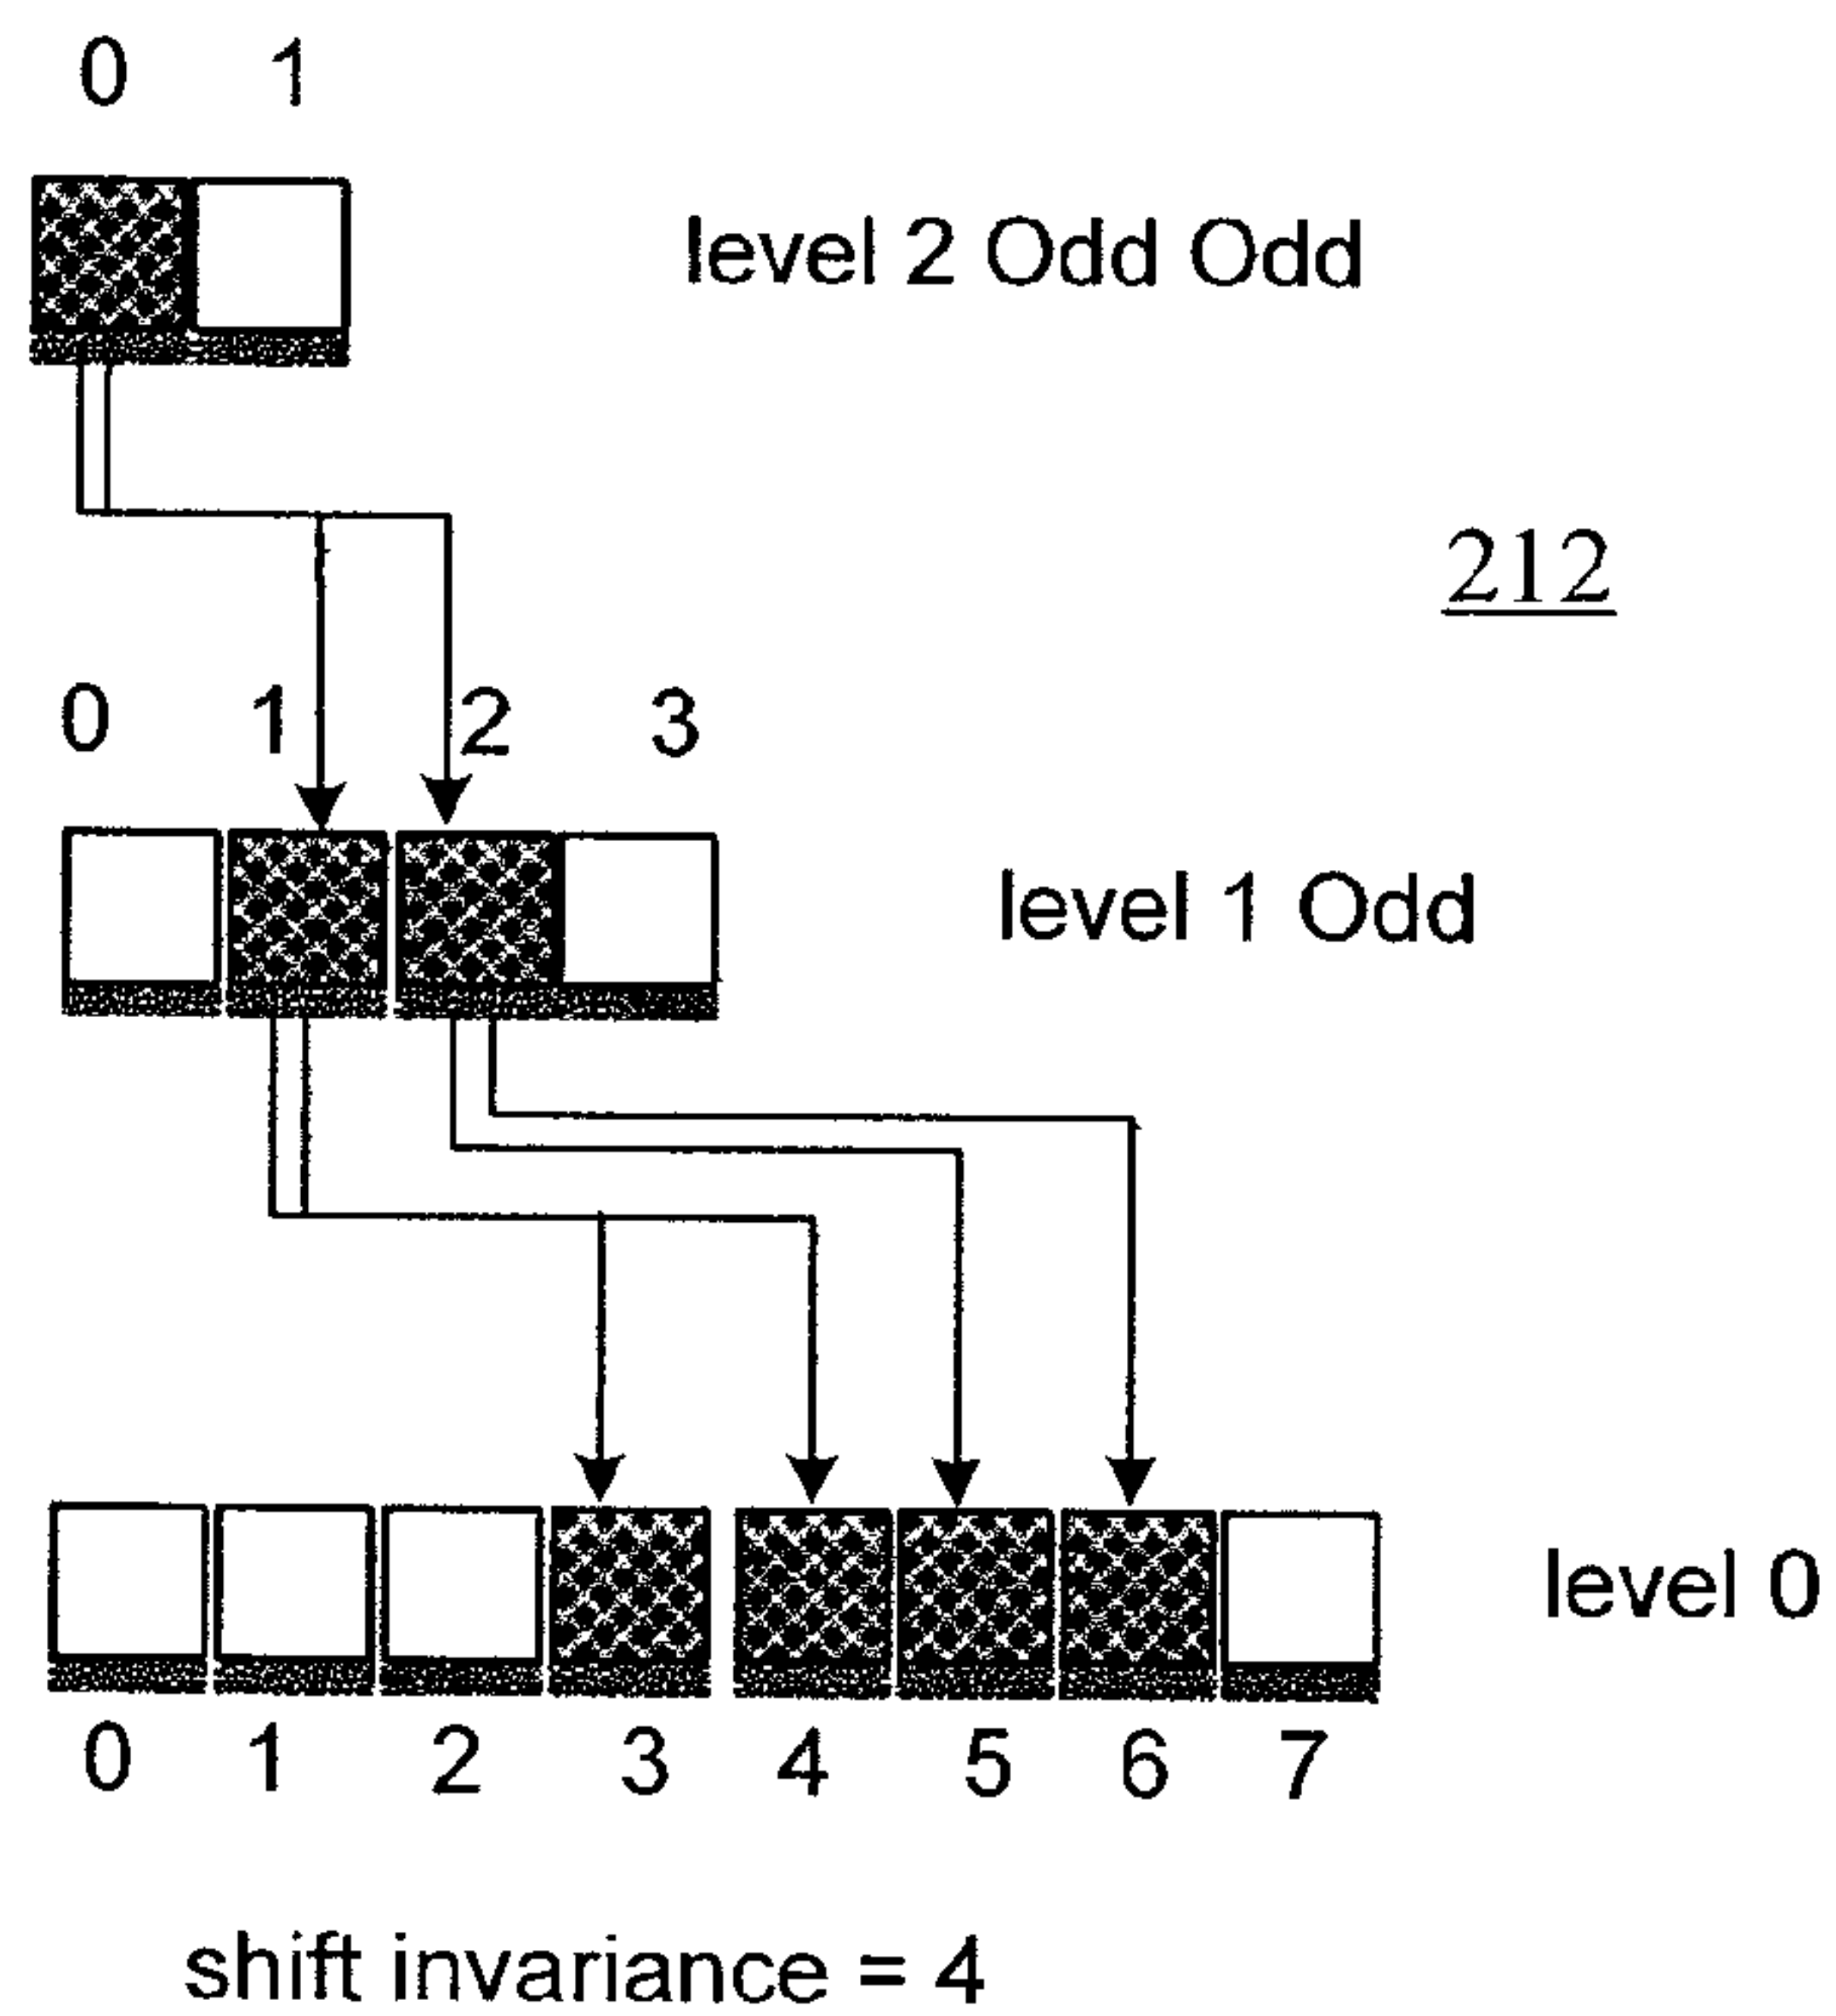 0 1
level 2 Odd Odd
212
0 1 2 3
level 1 Odd
level 0
0 1 2 3 4 5 6 7
shift invariance = 4